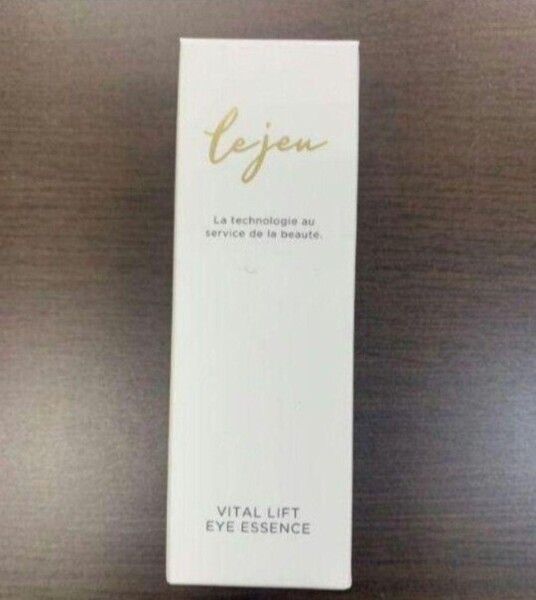 lejeu
La technologie au
service de la beauté.
VITAL LIFT
EYE ESSENCE